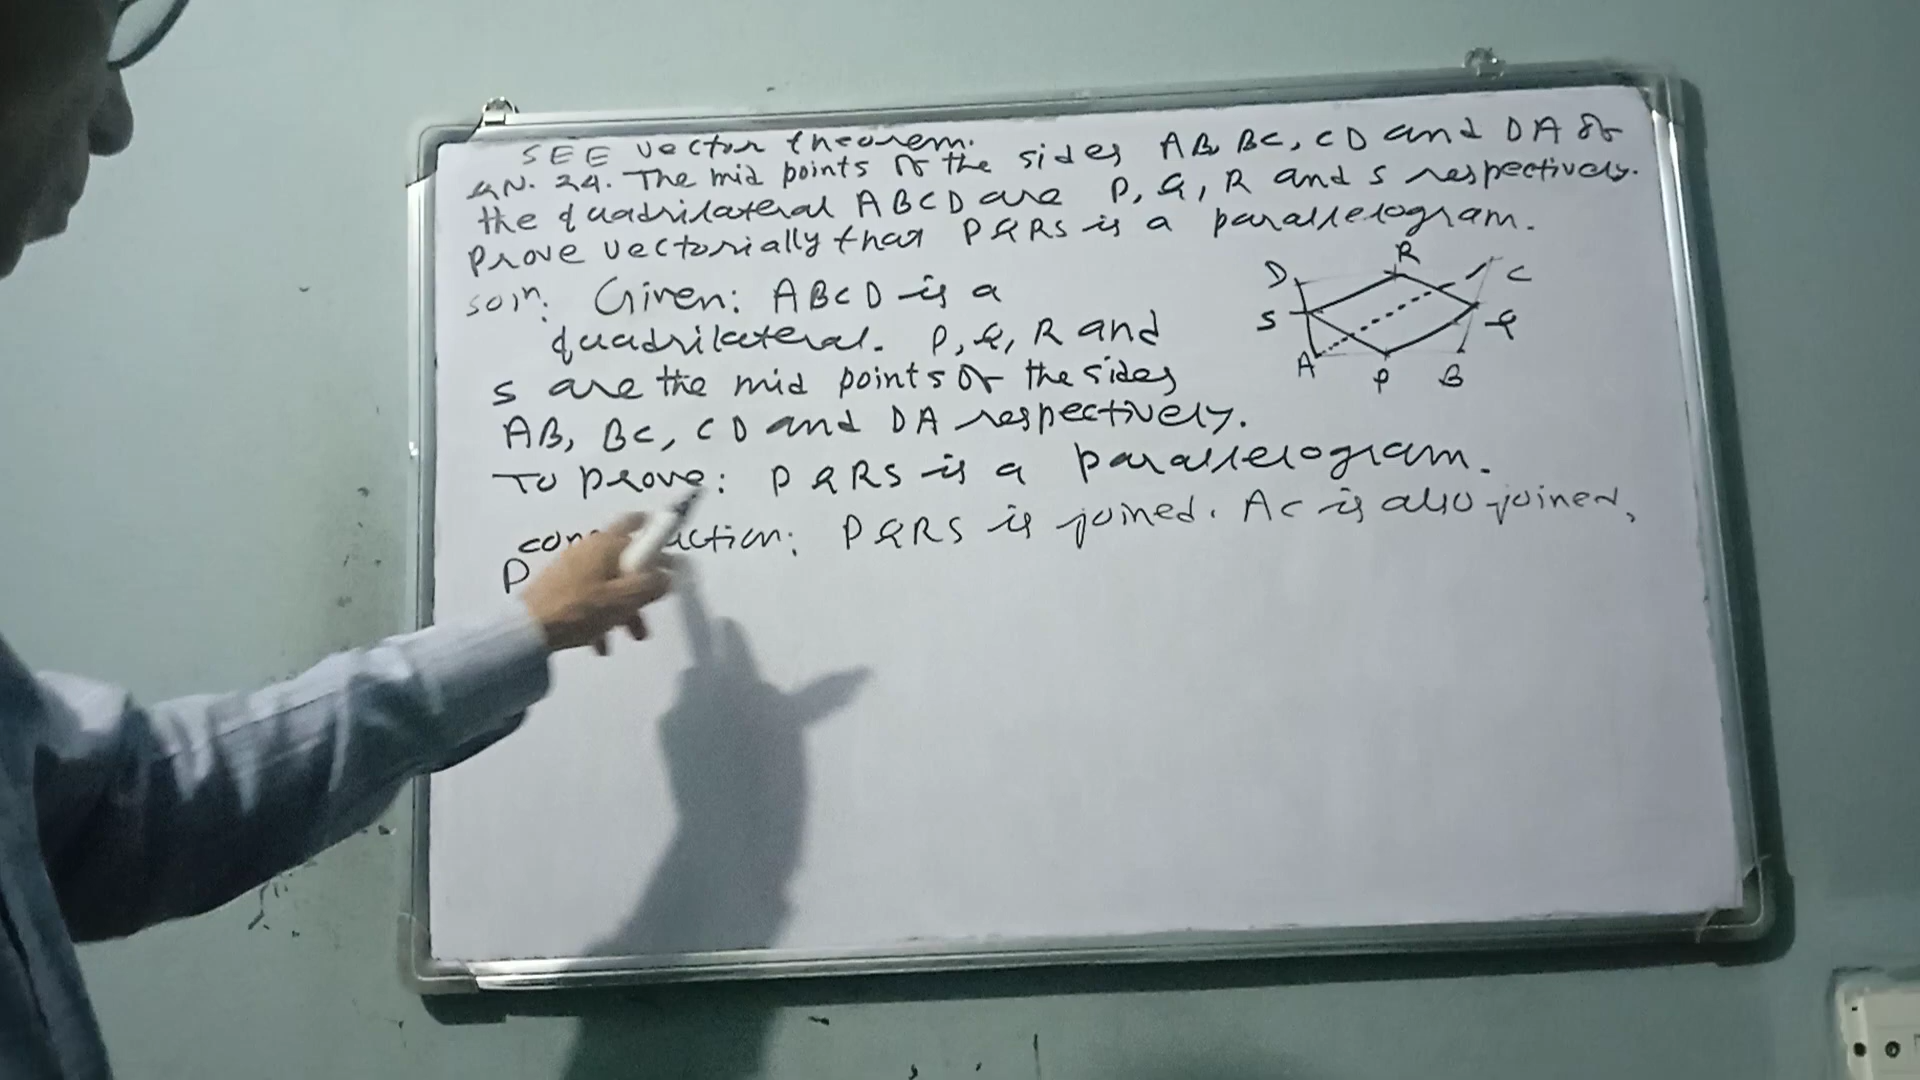 SEE vector theorem.
QN. 24. The mid points of the sides AB, BC, CD and DA of
the quadrilateral ABCD are P, Q, R and S respectively.
Prove vectorially that PQRS is a parallelogram.
Soln: Given: ABCD is a
quadrilateral. P, Q, R and
S are the mid points of the sides
AB, BC, CD and DA respectively.
To prove: PQRS is a parallelogram.
PQRS is joined. AC is also joined.
P
D R C
S Q
A P B